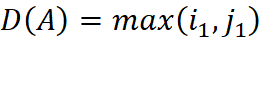 D(A) = max(i₁, j₁)